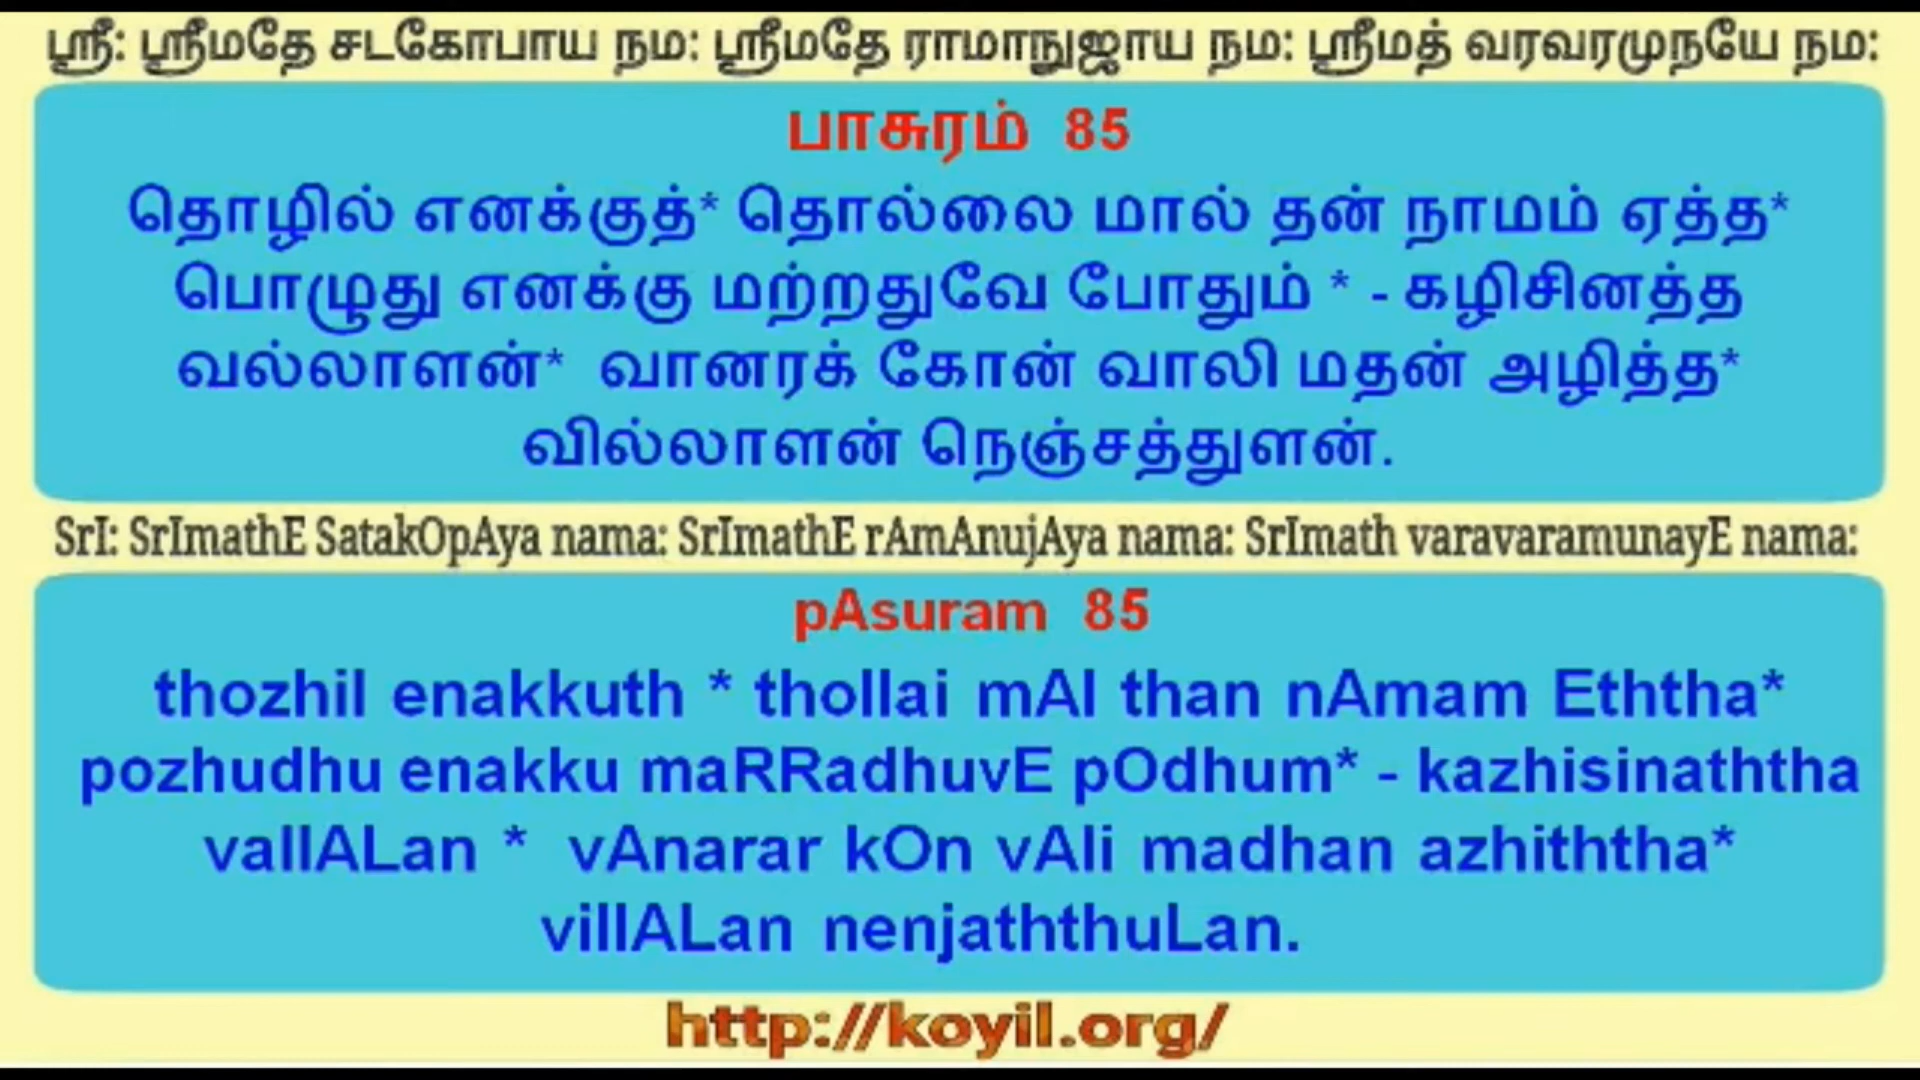 ஸ்ரீ: ஸ்ரீமதே சடகோபாய நம: ஸ்ரீமதே ராமாநுஜாய நம: ஸ்ரீமத் வரவரமுநயே நம:
பாசுரம் 85
தொழில் எனக்குத்* தொல்லை மால் தன் நாமம் ஏத்த*
பொழுது எனக்கு மற்றதுவே போதும் * - கழிசினத்த
வல்லாளன்* வானரக் கோன் வாலி மதன் அழித்த*
வில்லாளன் நெஞ்சத்துளன்.
SrI: SrImathE SatakOpAya nama: SrImathE rAmAnujAya nama: SrImath varavaramunayE nama:
pAsuram 85
thozhil enakkuth * thollai mAl than nAmam Eththa*
pozhudhu enakku maRRadhuvE pOdhum* - kazhisinaththa
vallALan * vAnarar kOn vAli madhan azhiththa*
villALan nenjaththuLan.
http://koyil.org/